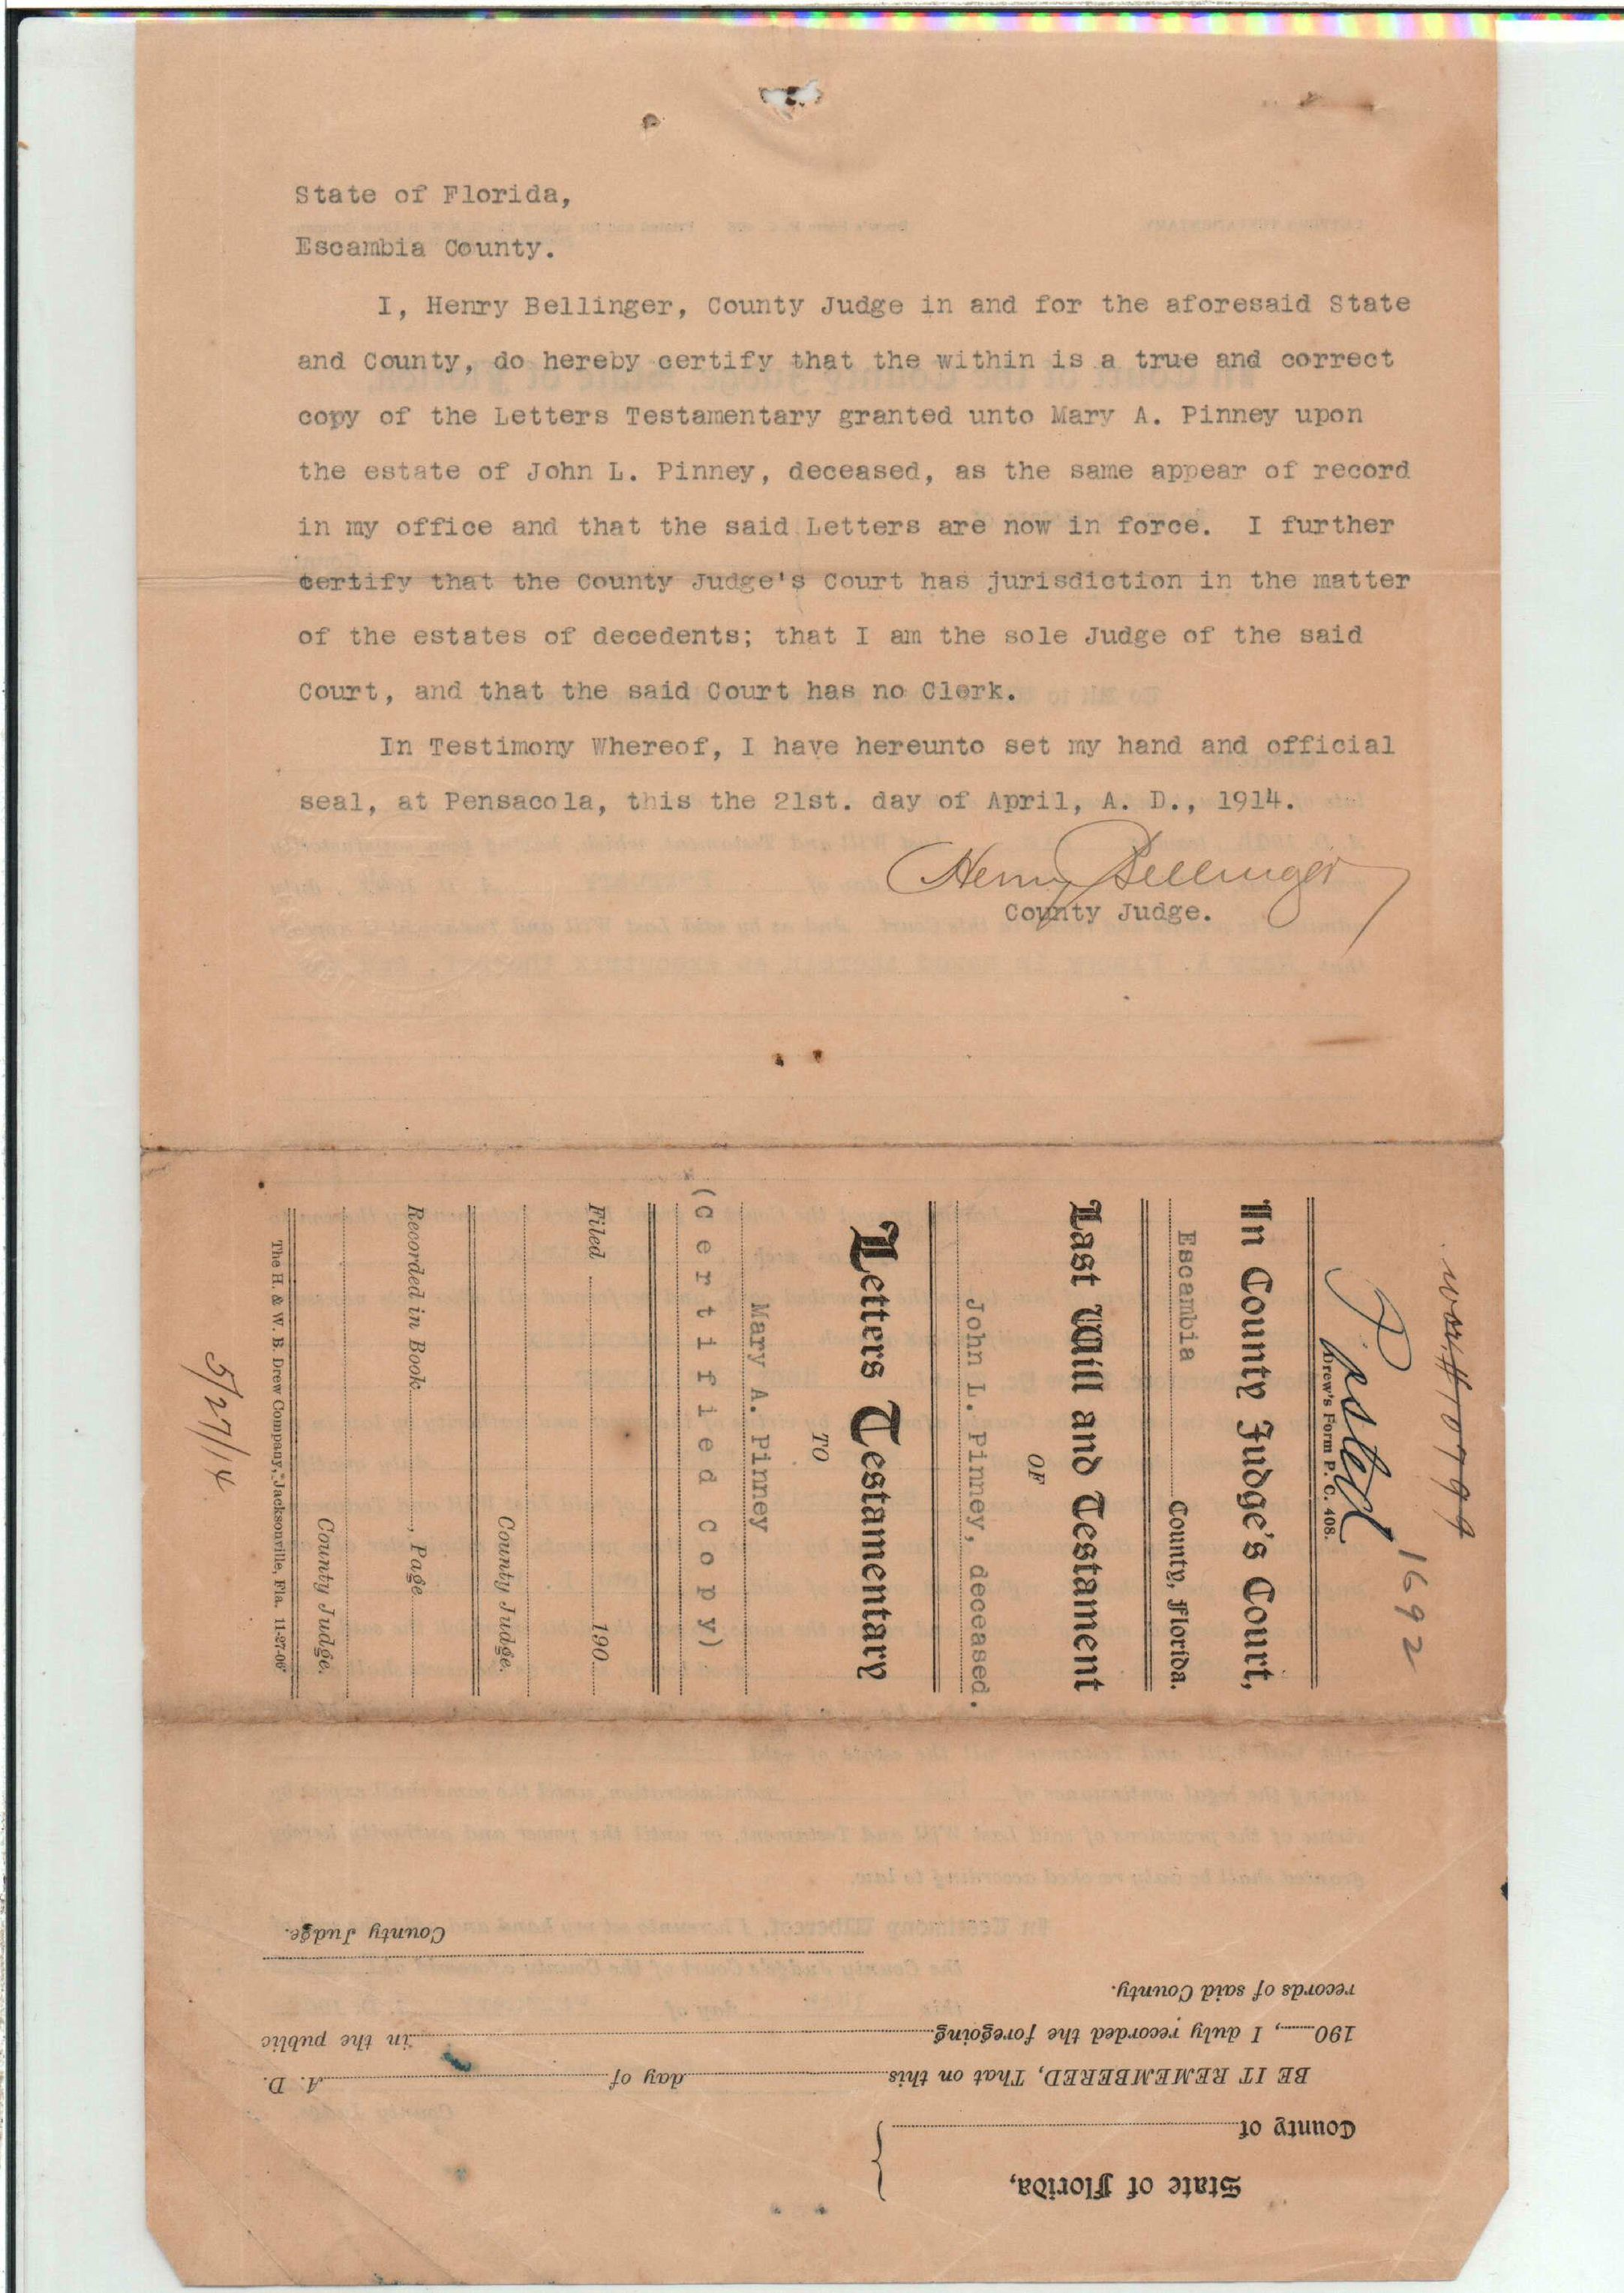 State of Florida,
Escambia County.
I, Henry Bellinger, County Judge in and for the aforesaid State
and County, do hereby certify that the within is a true and correct
copy of the Letters Testamentary granted unto Mary A. Pinney upon
the estate of John L. Pinney, deceased, as the same appear of record
in my office and that the said Letters are now in force. I further
certify that the County Judge's Court has jurisdiction in the matter
of the estates of decedents; that I am the sole Judge of the said
Court, and that the said Court has no Clerk.
In Testimony Whereof, I have hereunto set my hand and official
seal, at Pensacola, this the 21st. day of April, A. D., 1914.
Henry Bellinger
County Judge.
1692
Drew's Form P. C. 408.
In County Judge's Court,
Escambia County, Florida.
Last Will and Testament
OF
John L. Pinney, deceased.
Letters Testamentary
TO
Mary A. Pinney
(Certified Copy)
Filed 190
County Judge.
Recorded in Book , Page
County Judge.
The H. & W. B. Drew Company, Jacksonville, Fla. 11-27-06
5/27/14
State of Florida,
County of
BE IT REMEMBERED, That on this day of A. D.
190 , I duly recorded the foregoing in the public
records of said County.
County Judge.